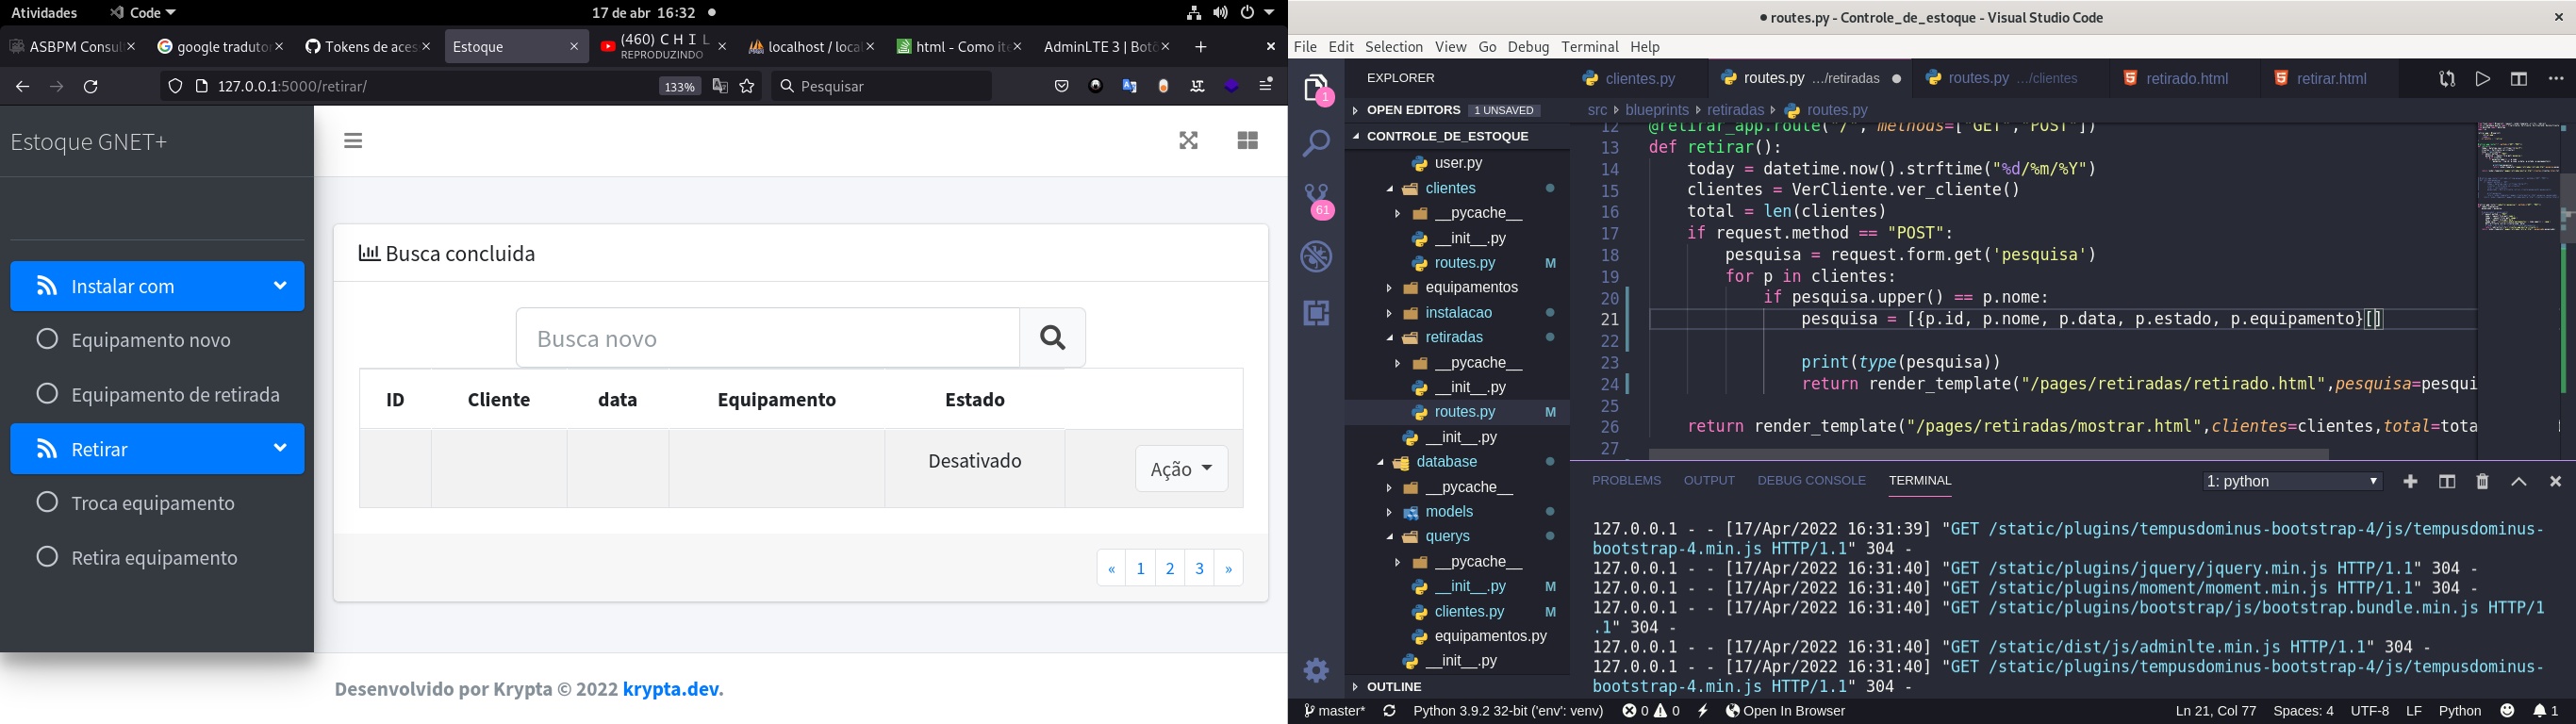 Atividades
Code
17 de abr 16:32
ASBPM Consul
google tradutor
Tokens de aces
Estoque
(460) C H I L
REPRODUZINDO
localhost / local
html - Como ite
AdminLTE 3 | Botõ
127.0.0.1:5000/retirar/
133%
Pesquisar
Estoque GNET+
Instalar com
Equipamento novo
Equipamento de retirada
Retirar
Troca equipamento
Retira equipamento
Busca concluida
Busca novo
ID Cliente data Equipamento Estado
Desativado
Ação
« 1 2 3 »
Desenvolvido por Krypta © 2022 krypta.dev.
● routes.py - Controle_de_estoque - Visual Studio Code
File Edit Selection View Go Debug Terminal Help
1
61
EXPLORER
OPEN EDITORS 1 UNSAVED
CONTROLE_DE_ESTOQUE
user.py
clientes
__pycache__
__init__.py
routes.py M
equipamentos
instalacao
retiradas
__pycache__
__init__.py
routes.py M
__init__.py
database
__pycache__
models
querys
__pycache__
__init__.py M
clientes.py M
equipamentos.py
__init__.py
OUTLINE
clientes.py
routes.py .../retiradas
routes.py .../clientes
retirado.html
retirar.html
src blueprints retiradas routes.py
12 @retirar_app.route("/", methods=["GET","POST"])
13 def retirar():
14 today = datetime.now().strftime("%d/%m/%Y")
15 clientes = VerCliente.ver_cliente()
16 total = len(clientes)
17 if request.method == "POST":
18 pesquisa = request.form.get('pesquisa')
19 for p in clientes:
20 if pesquisa.upper() == p.nome:
21 pesquisa = [{p.id, p.nome, p.data, p.estado, p.equipamento}[]
22
23 print(type(pesquisa))
24 return render_template("/pages/retiradas/retirado.html",pesquisa=pesqui
25
26 return render_template("/pages/retiradas/mostrar.html",clientes=clientes,total=tota
27
PROBLEMS OUTPUT DEBUG CONSOLE TERMINAL
1: python
127.0.0.1 - - [17/Apr/2022 16:31:39] "GET /static/plugins/tempusdominus-bootstrap-4/js/tempusdominus-
bootstrap-4.min.js HTTP/1.1" 304 -
127.0.0.1 - - [17/Apr/2022 16:31:40] "GET /static/plugins/jquery/jquery.min.js HTTP/1.1" 304 -
127.0.0.1 - - [17/Apr/2022 16:31:40] "GET /static/plugins/moment/moment.min.js HTTP/1.1" 304 -
127.0.0.1 - - [17/Apr/2022 16:31:40] "GET /static/plugins/bootstrap/js/bootstrap.bundle.min.js HTTP/1
.1" 304 -
127.0.0.1 - - [17/Apr/2022 16:31:40] "GET /static/dist/js/adminlte.min.js HTTP/1.1" 304 -
127.0.0.1 - - [17/Apr/2022 16:31:40] "GET /static/plugins/tempusdominus-bootstrap-4/js/tempusdominus-
bootstrap-4.min.js HTTP/1.1" 304 -
master* Python 3.9.2 32-bit ('env': venv) 0 0 Open In Browser Ln 21, Col 77 Spaces: 4 UTF-8 LF Python 1